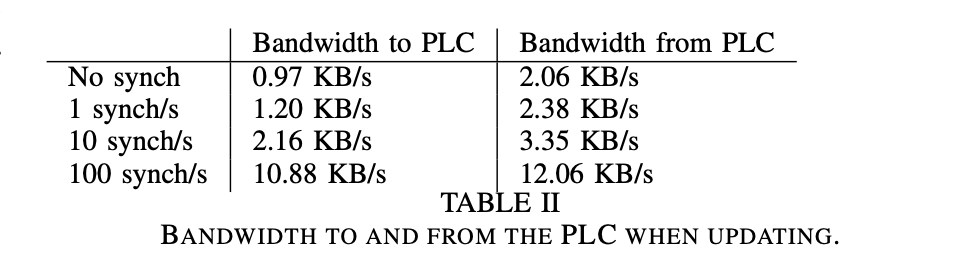 Bandwidth to PLC Bandwidth from PLC
No synch 0.97 KB/s 2.06 KB/s
1 synch/s 1.20 KB/s 2.38 KB/s
10 synch/s 2.16 KB/s 3.35 KB/s
100 synch/s 10.88 KB/s 12.06 KB/s
TABLE II
BANDWIDTH TO AND FROM THE PLC WHEN UPDATING.